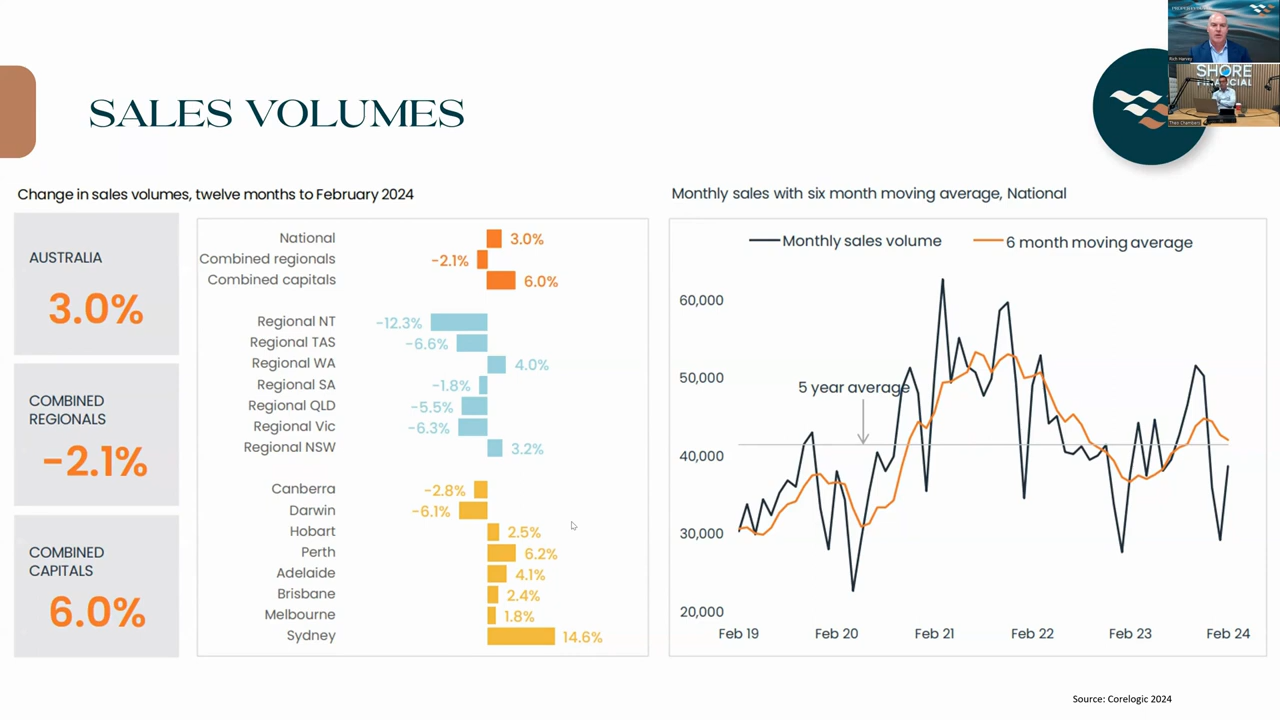 SALES VOLUMES
Rich Harvey
SHORE
FINANCIAL
Theo Chambers
Change in sales volumes, twelve months to February 2024
AUSTRALIA
3.0%
COMBINED
REGIONALS
-2.1%
COMBINED
CAPITALS
6.0%
National 3.0%
Combined regionals -2.1%
Combined capitals 6.0%
Regional NT -12.3%
Regional TAS -6.6%
Regional WA 4.0%
Regional SA -1.8%
Regional QLD -5.5%
Regional Vic -6.3%
Regional NSW 3.2%
Canberra -2.8%
Darwin -6.1%
Hobart 2.5%
Perth 6.2%
Adelaide 4.1%
Brisbane 2.4%
Melbourne 1.8%
Sydney 14.6%
Monthly sales with six month moving average, National
Monthly sales volume 6 month moving average
60,000
50,000
5 year average
40,000
30,000
20,000
Feb 19 Feb 20 Feb 21 Feb 22 Feb 23 Feb 24
Source: Corelogic 2024